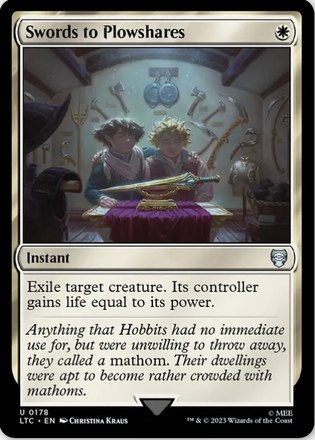 Swords to Plowshares
Instant
Exile target creature. Its controller
gains life equal to its power.
Anything that Hobbits had no immediate
use for, but were unwilling to throw away,
they called a mathom. Their dwellings
were apt to become rather crowded with
mathoms.
U 0178
LTC • EN Christina Kraus
© MEE
™ & © 2023 Wizards of the Coast